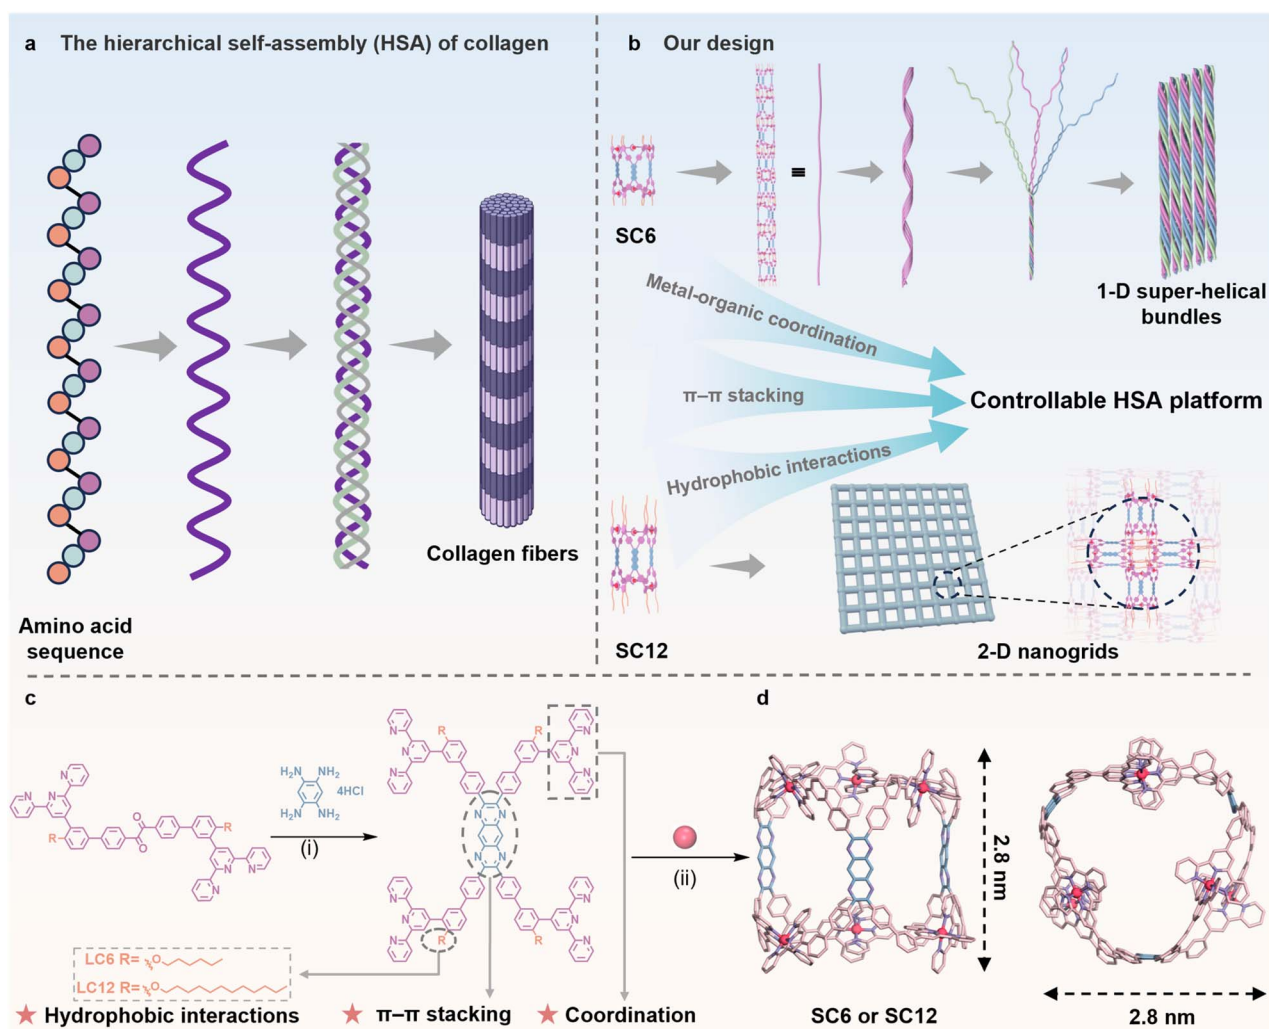 a The hierarchical self-assembly (HSA) of collagen
Amino acid
sequence
Collagen fibers
b Our design
SC6
≡
1-D super-helical
bundles
Metal-organic coordination
π–π stacking
Hydrophobic interactions
Controllable HSA platform
SC12
2-D nanogrids
c
N
N
N
R
O
O
R
N
N
N
H₂N NH₂
4HCl
H₂N NH₂
(i)
N
N
N
R
R
N
N
N
N N
N N
N
N
N
R
R
N
N
N
(ii)
LC6 R= O
LC12 R= O
★ Hydrophobic interactions
★ π–π stacking
★ Coordination
d
2.8 nm
SC6 or SC12
2.8 nm